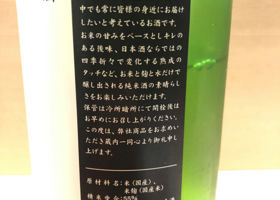 中でも常に皆様の身近にお届け
したいと考えているお酒です。
お米の甘みをベースとしキレの
ある後味、日本酒ならではの
四季折々で変化する熟成の
タッチなど、お米と麹と水だけで
醸し出される純米酒の素晴らし
さをお楽しみいただけます。
保管は冷暗所にて開栓後は
お早めにお召し上がりください。
この度は、弊社商品をお求めい
ただき蔵内一同心より御礼申し
上げます。
原材料名:米(国産)、
米麹(国産米)
精米歩合:55%